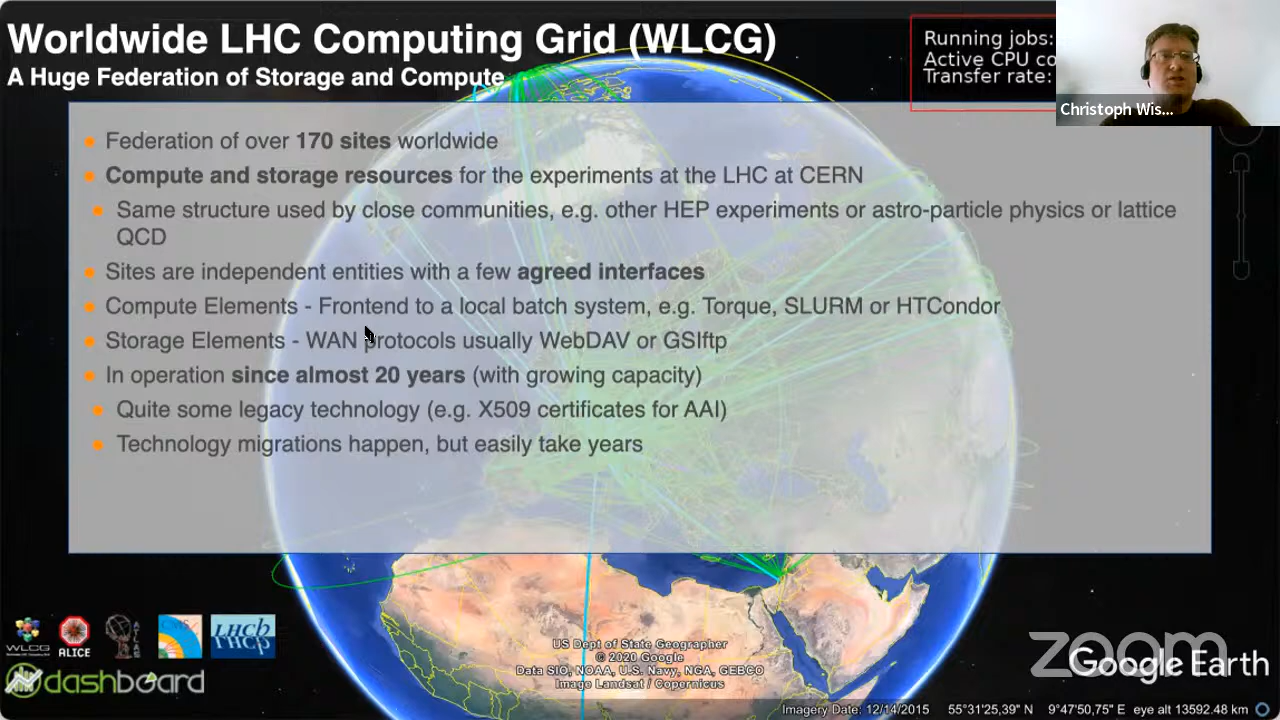 Worldwide LHC Computing Grid (WLCG)
A Huge Federation of Storage and Compute
Running jobs:
Active CPU co
Transfer rate:
Christoph Wis...
Federation of over 170 sites worldwide
Compute and storage resources for the experiments at the LHC at CERN
Same structure used by close communities, e.g. other HEP experiments or astro-particle physics or lattice
QCD
Sites are independent entities with a few agreed interfaces
Compute Elements - Frontend to a local batch system, e.g. Torque, SLURM or HTCondor
Storage Elements - WAN protocols usually WebDAV or GSIftp
In operation since almost 20 years (with growing capacity)
Quite some legacy technology (e.g. X509 certificates for AAI)
Technology migrations happen, but easily take years
WLCG
ALICE
ATLAS
CMS
LHCb
LHCP
dashboard
US Dept of State Geographer
© 2020 Google
Data SIO, NOAA, U.S. Navy, NGA, GEBCO
Image Landsat / Copernicus
zoom
Google Earth
Imagery Date: 12/14/2015 55°31'25,39" N 9°47'50,75" E eye alt 13592.48 km